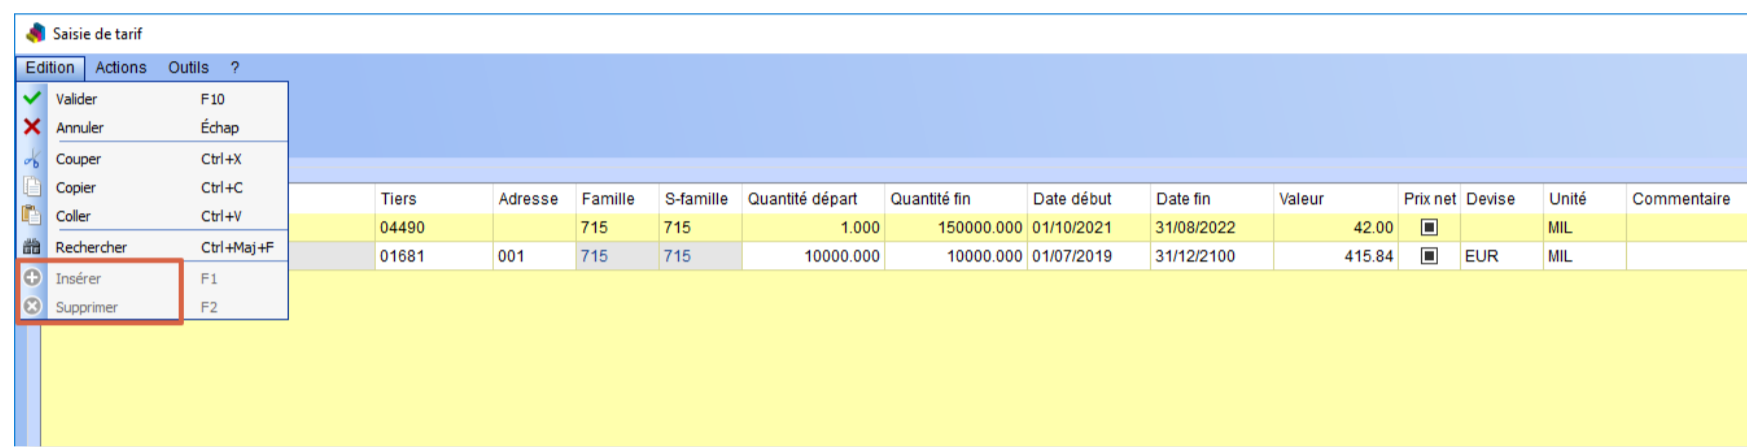 Saisie de tarif
Edition Actions Outils ?
Valider F10
Annuler Échap
Couper Ctrl+X
Copier Ctrl+C
Coller Ctrl+V
Rechercher Ctrl+Maj+F
Insérer F1
Supprimer F2
Tiers Adresse Famille S-famille Quantité départ Quantité fin Date début Date fin Valeur Prix net Devise Unité Commentaire
04490 715 715 1.000 150000.000 01/10/2021 31/08/2022 42.00 MIL
01681 001 715 715 10000.000 10000.000 01/07/2019 31/12/2100 415.84 EUR MIL